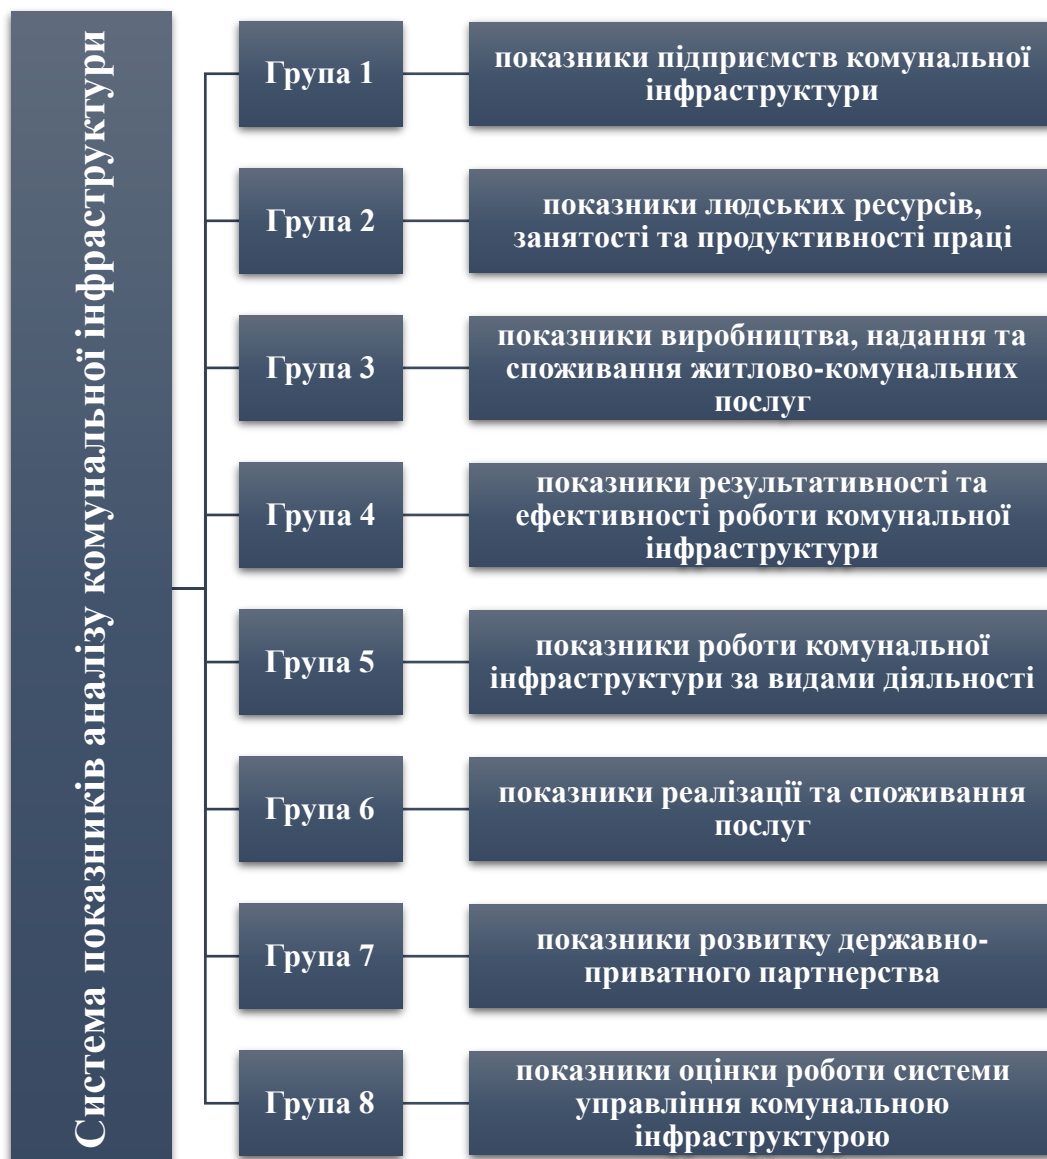 Система показників аналізу комунальної інфраструктури
Група 1
показники підприємств комунальної
інфраструктури
Група 2
показники людських ресурсів,
занятості та продуктивності праці
Група 3
показники виробництва, надання та
споживання житлово-комунальних
послуг
Група 4
показники результативності та
ефективності роботи комунальної
інфраструктури
Група 5
показники роботи комунальної
інфраструктури за видами діяльності
Група 6
показники реалізації та споживання
послуг
Група 7
показники розвитку державно-
приватного партнерства
Група 8
показники оцінки роботи системи
управління комунальною
інфраструктурою